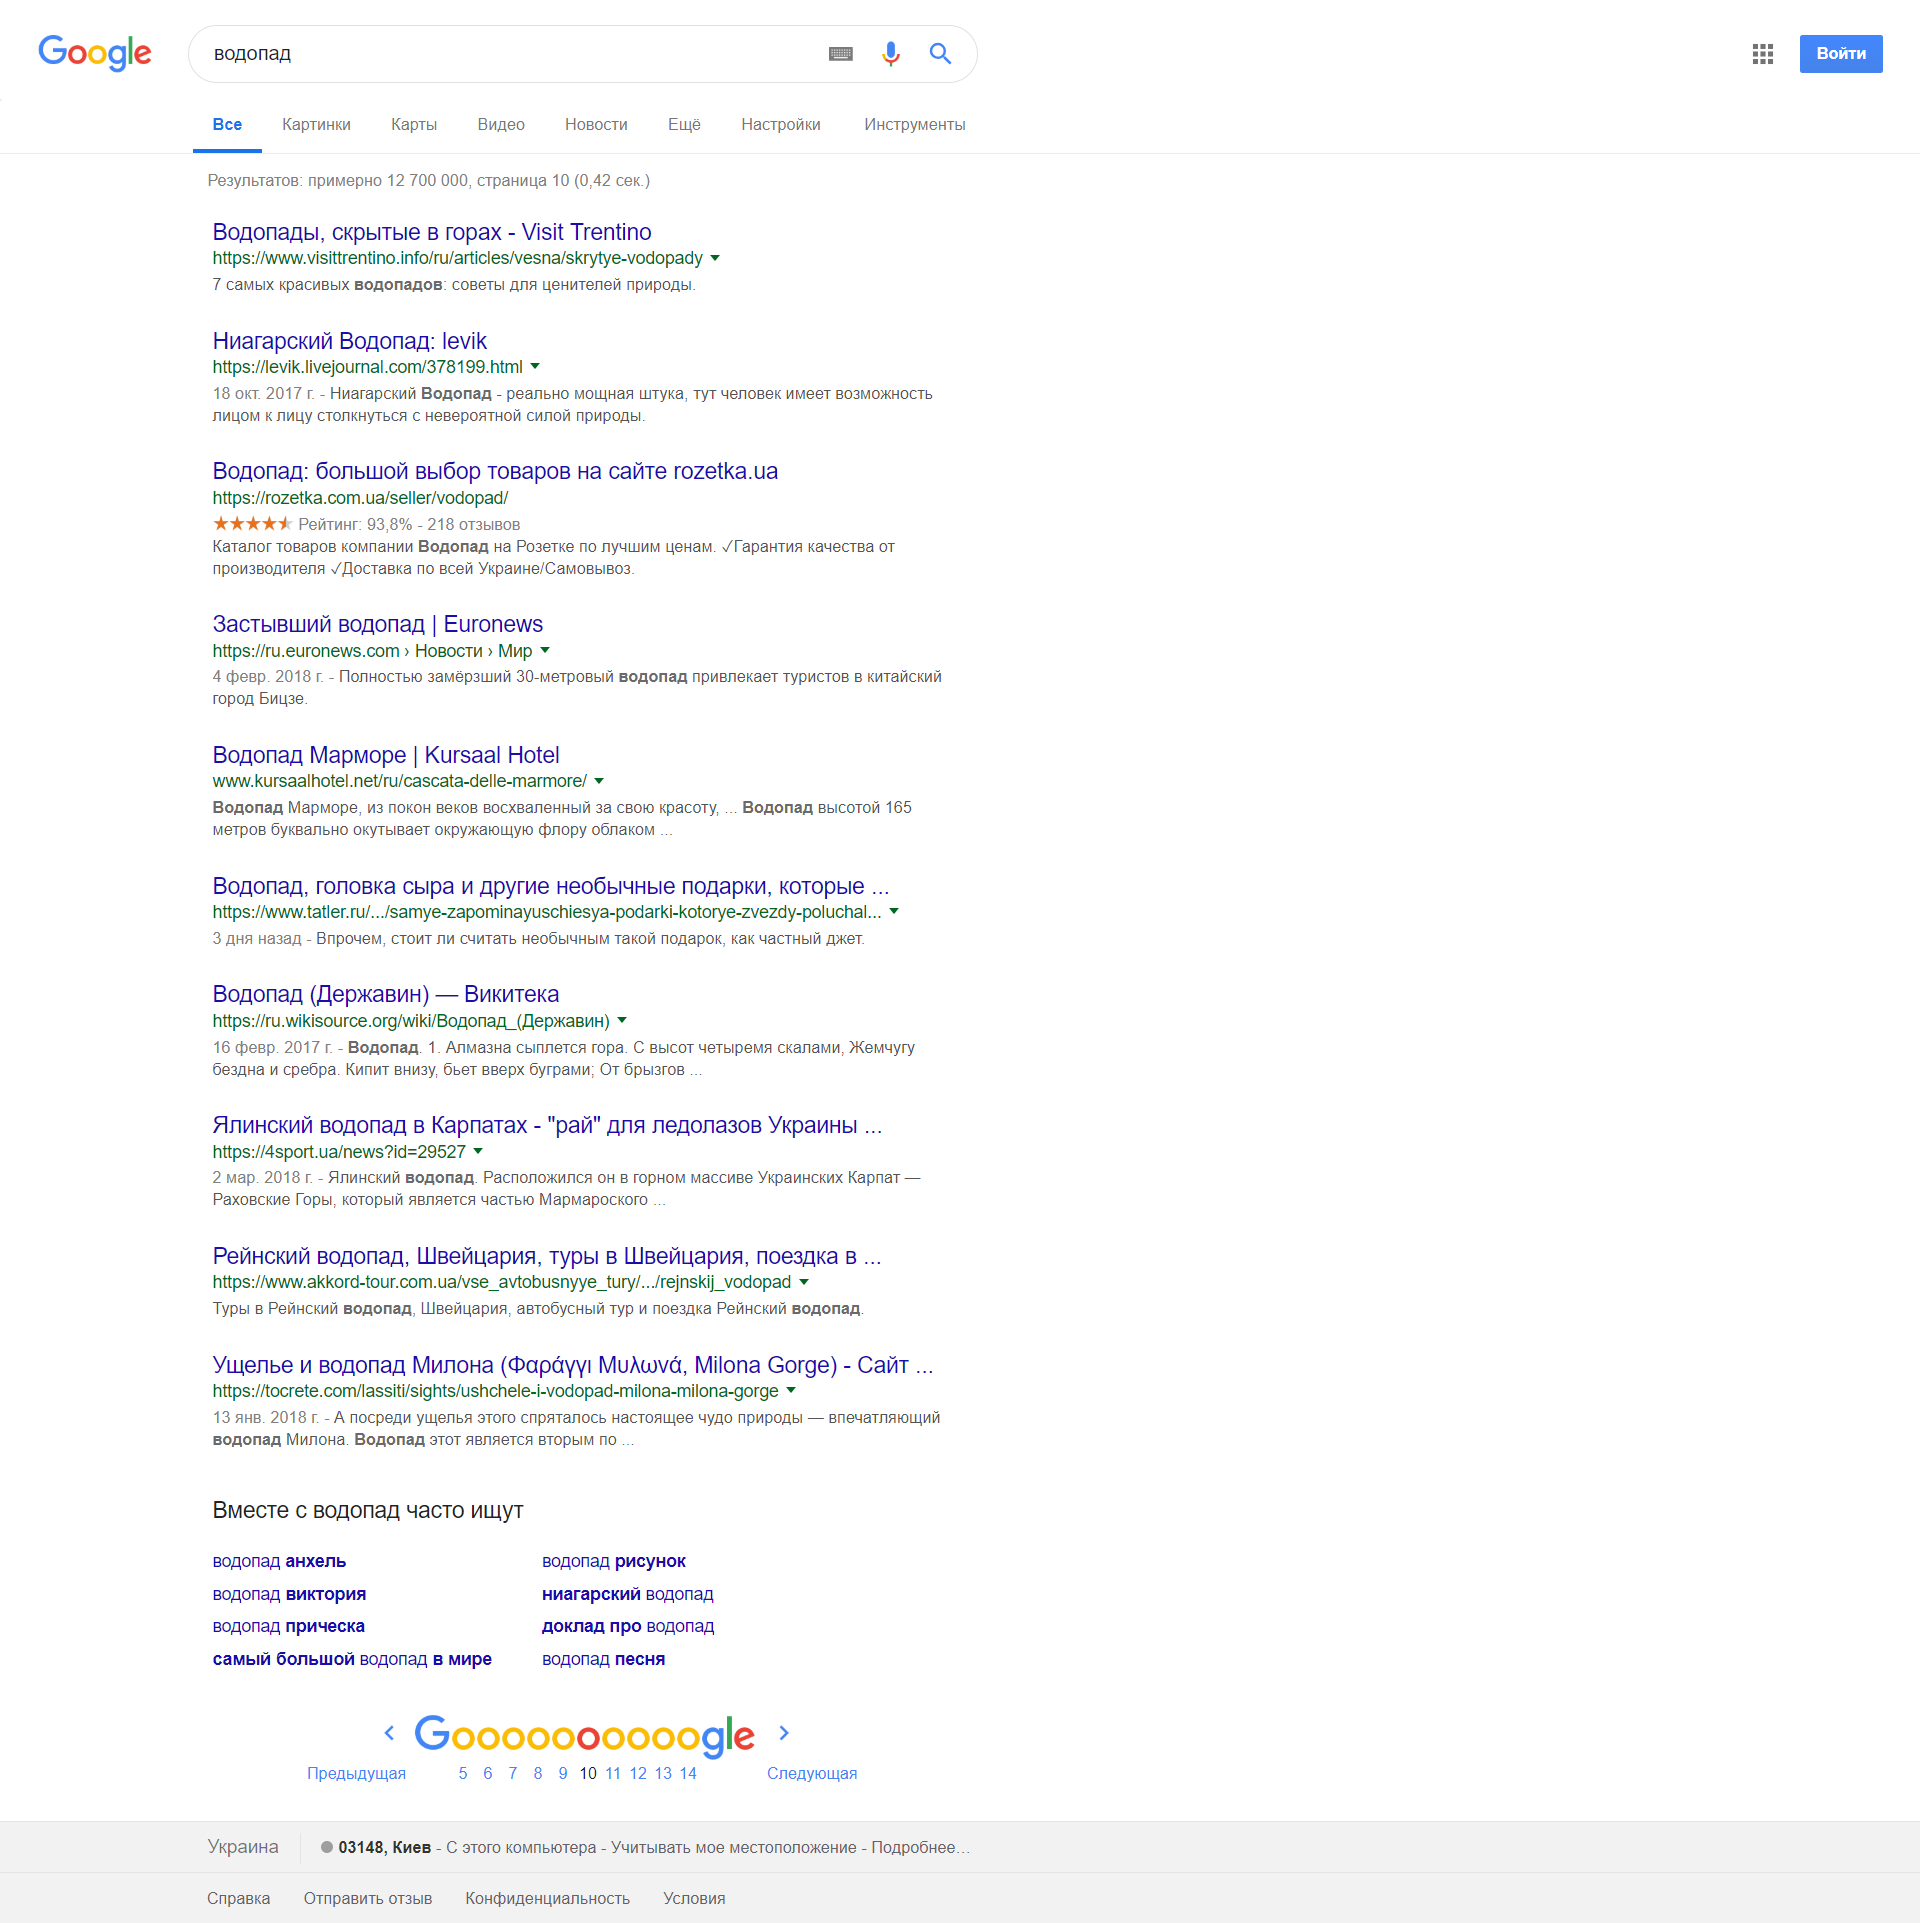 Google
водопад
Войти
Все Картинки Карты Видео Новости Ещё Настройки Инструменты
Результатов: примерно 12 700 000, страница 10 (0,42 сек.)
Водопады, скрытые в горах - Visit Trentino
https://www.visittrentino.info/ru/articles/vesna/skrytye-vodopady
7 самых красивых водопадов: советы для ценителей природы.
Ниагарский Водопад: levik
https://levik.livejournal.com/378199.html
18 окт. 2017 г. - Ниагарский Водопад - реально мощная штука, тут человек имеет возможность
лицом к лицу столкнуться с невероятной силой природы.
Водопад: большой выбор товаров на сайте rozetka.ua
https://rozetka.com.ua/seller/vodopad/
Рейтинг: 93,8% - 218 отзывов
Каталог товаров компании Водопад на Розетке по лучшим ценам. ✓Гарантия качества от
производителя ✓Доставка по всей Украине/Самовывоз.
Застывший водопад | Euronews
https://ru.euronews.com › Новости › Мир
4 февр. 2018 г. - Полностью замёрзший 30-метровый водопад привлекает туристов в китайский
город Бицзе.
Водопад Марморе | Kursaal Hotel
www.kursaalhotel.net/ru/cascata-delle-marmore/
Водопад Марморе, из покон веков восхваленный за свою красоту, ... Водопад высотой 165
метров буквально окутывает окружающую флору облаком ...
Водопад, головка сыра и другие необычные подарки, которые ...
https://www.tatler.ru/.../samye-zapominayuschiesya-podarki-kotorye-zvezdy-poluchal...
3 дня назад - Впрочем, стоит ли считать необычным такой подарок, как частный джет.
Водопад (Державин) — Викитека
https://ru.wikisource.org/wiki/Водопад_(Державин)
16 февр. 2017 г. - Водопад. 1. Алмазна сыплется гора. С высот четыремя скалами, Жемчугу
бездна и сребра. Кипит внизу, бьет вверх буграми; От брызгов ...
Ялинский водопад в Карпатах - "рай" для ледолазов Украины ...
https://4sport.ua/news?id=29527
2 мар. 2018 г. - Ялинский водопад. Расположился он в горном массиве Украинских Карпат —
Раховские Горы, который является частью Мармароского ...
Рейнский водопад, Швейцария, туры в Швейцария, поездка в ...
https://www.akkord-tour.com.ua/vse_avtobusnyye_tury/.../rejnskij_vodopad
Туры в Рейнский водопад, Швейцария, автобусный тур и поездка Рейнский водопад.
Ущелье и водопад Милона (Φαράγγι Μυλωνά, Milona Gorge) - Сайт ...
https://tocrete.com/lassiti/sights/ushchele-i-vodopad-milona-milona-gorge
13 янв. 2018 г. - А посреди ущелья этого спряталось настоящее чудо природы — впечатляющий
водопад Милона. Водопад этот является вторым по ...
Вместе с водопад часто ищут
водопад анхель водопад рисунок
водопад виктория ниагарский водопад
водопад прическа доклад про водопад
самый большой водопад в мире водопад песня
Goooooooooogle
Предыдущая 5 6 7 8 9 10 11 12 13 14 Следующая
Украина 03148, Киев - С этого компьютера - Учитывать мое местоположение - Подробнее...
Справка Отправить отзыв Конфиденциальность Условия